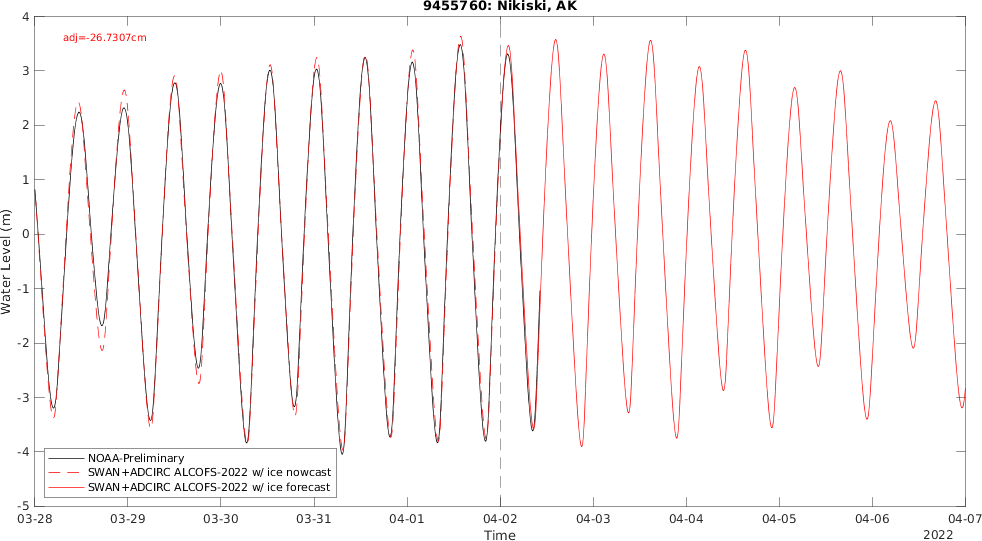 9455760: Nikiski, AK
adj=-26.7307cm
Water Level (m)
4
3
2
1
0
-1
-2
-3
-4
-5
NOAA-Preliminary
SWAN+ADCIRC ALCOFS-2022 w/ ice nowcast
SWAN+ADCIRC ALCOFS-2022 w/ ice forecast
03-28 03-29 03-30 03-31 04-01 04-02 04-03 04-04 04-05 04-06 04-07
Time
2022